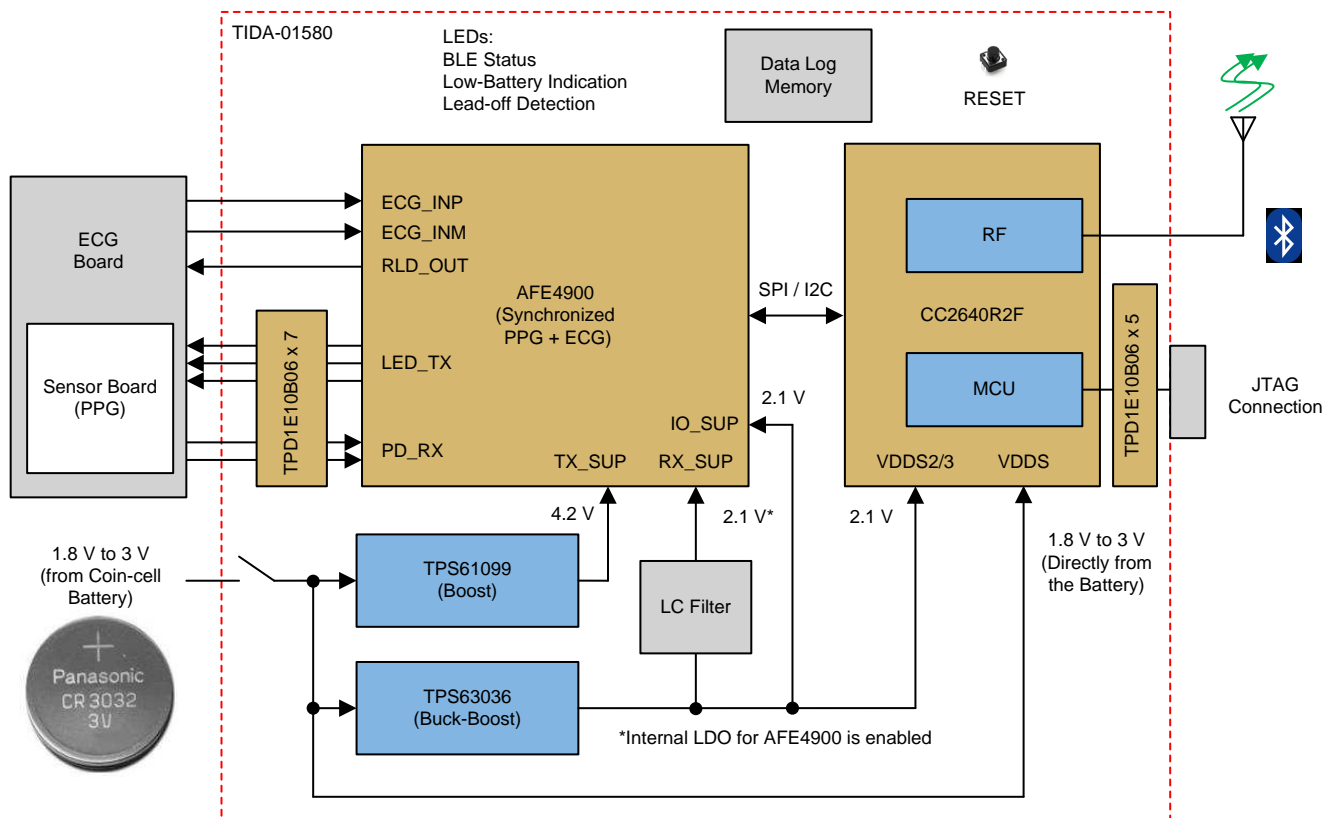 TIDA-01580
LEDs:
BLE Status
Low-Battery Indication
Lead-off Detection
Data Log
Memory
RESET
ECG
Board
Sensor Board
(PPG)
TPD1E10B06 x 7
ECG_INP
ECG_INM
RLD_OUT
LED_TX
PD_RX
AFE4900
(Synchronized
PPG + ECG)
IO_SUP
TX_SUP
RX_SUP
SPI / I2C
2.1 V
RF
CC2640R2F
MCU
VDDS2/3
VDDS
TPD1E10B06 x 5
JTAG
Connection
4.2 V
2.1 V*
2.1 V
1.8 V to 3 V
(Directly from
the Battery)
1.8 V to 3 V
(from Coin-cell
Battery)
TPS61099
(Boost)
LC Filter
TPS63036
(Buck-Boost)
*Internal LDO for AFE4900 is enabled
Panasonic
CR3032
3V